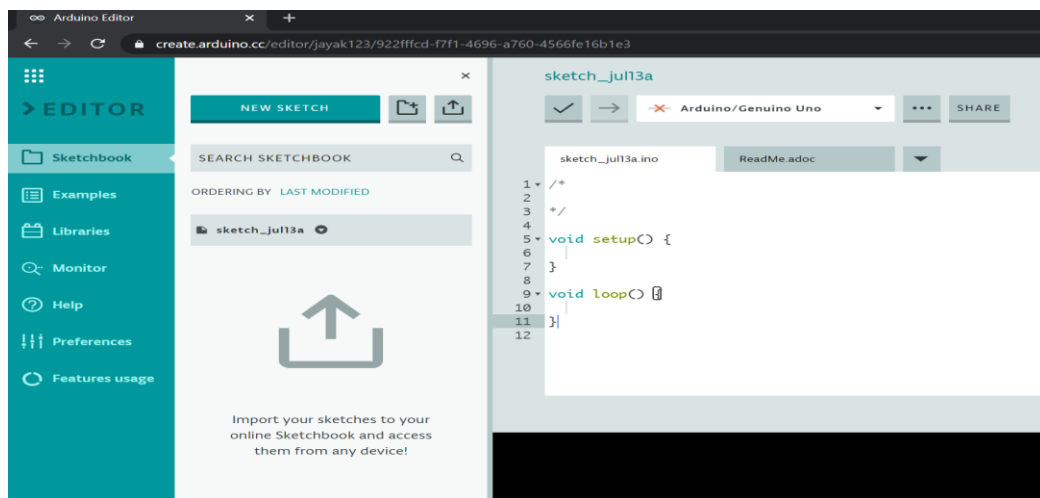 Arduino Editor
create.arduino.cc/editor/jayak123/922fffcd-f7f1-4696-a760-4566fe16b1e3
>EDITOR
Sketchbook
Examples
Libraries
Monitor
Help
Preferences
Features usage
NEW SKETCH
SEARCH SKETCHBOOK
ORDERING BY LAST MODIFIED
sketch_jul13a
Import your sketches to your
online Sketchbook and access
them from any device!
sketch_jul13a
Arduino/Genuino Uno ... SHARE
sketch_jul13a.ino ReadMe.adoc
1 /*
2
3 */
4
5 void setup() {
6
7 }
8
9 void loop() {
10
11 }
12